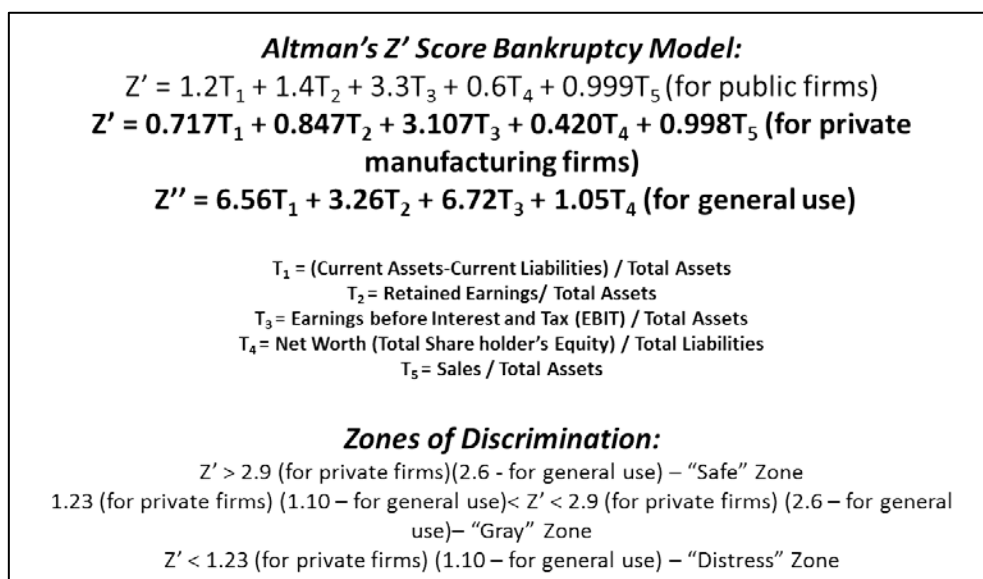 Altman's Z' Score Bankruptcy Model:
Z' = 1.2T₁ + 1.4T₂ + 3.3T₃ + 0.6T₄ + 0.999T₅ (for public firms)
Z' = 0.717T₁ + 0.847T₂ + 3.107T₃ + 0.420T₄ + 0.998T₅ (for private
manufacturing firms)
Z'' = 6.56T₁ + 3.26T₂ + 6.72T₃ + 1.05T₄ (for general use)
T₁ = (Current Assets-Current Liabilities) / Total Assets
T₂ = Retained Earnings/ Total Assets
T₃ = Earnings before Interest and Tax (EBIT) / Total Assets
T₄ = Net Worth (Total Share holder's Equity) / Total Liabilities
T₅ = Sales / Total Assets
Zones of Discrimination:
Z' > 2.9 (for private firms)(2.6 - for general use) – "Safe" Zone
1.23 (for private firms) (1.10 – for general use)< Z' < 2.9 (for private firms) (2.6 – for general
use)– "Gray" Zone
Z' < 1.23 (for private firms) (1.10 – for general use) – "Distress" Zone